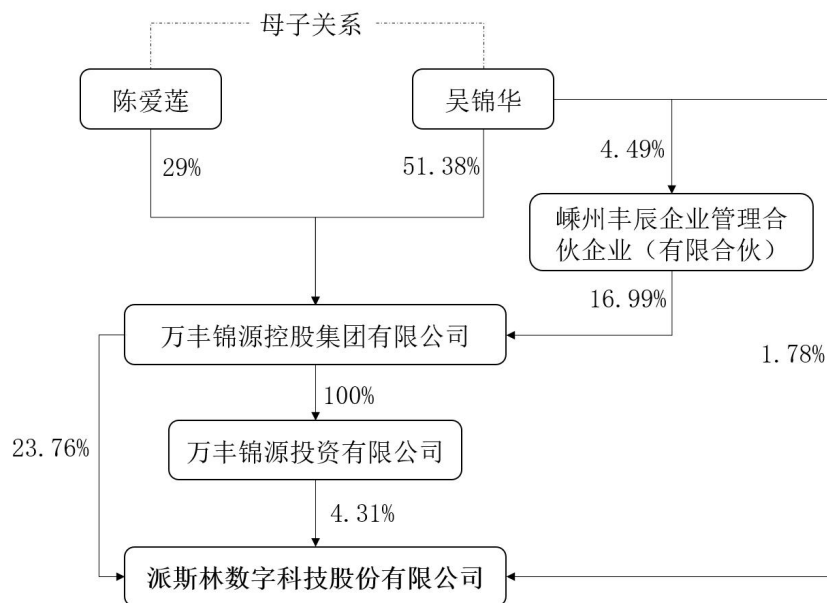 母子关系
陈爱莲
吴锦华
29%
51.38%
4.49%
嵊州丰辰企业管理合
伙企业（有限合伙）
16.99%
万丰锦源控股集团有限公司
1.78%
100%
23.76%
万丰锦源投资有限公司
4.31%
派斯林数字科技股份有限公司